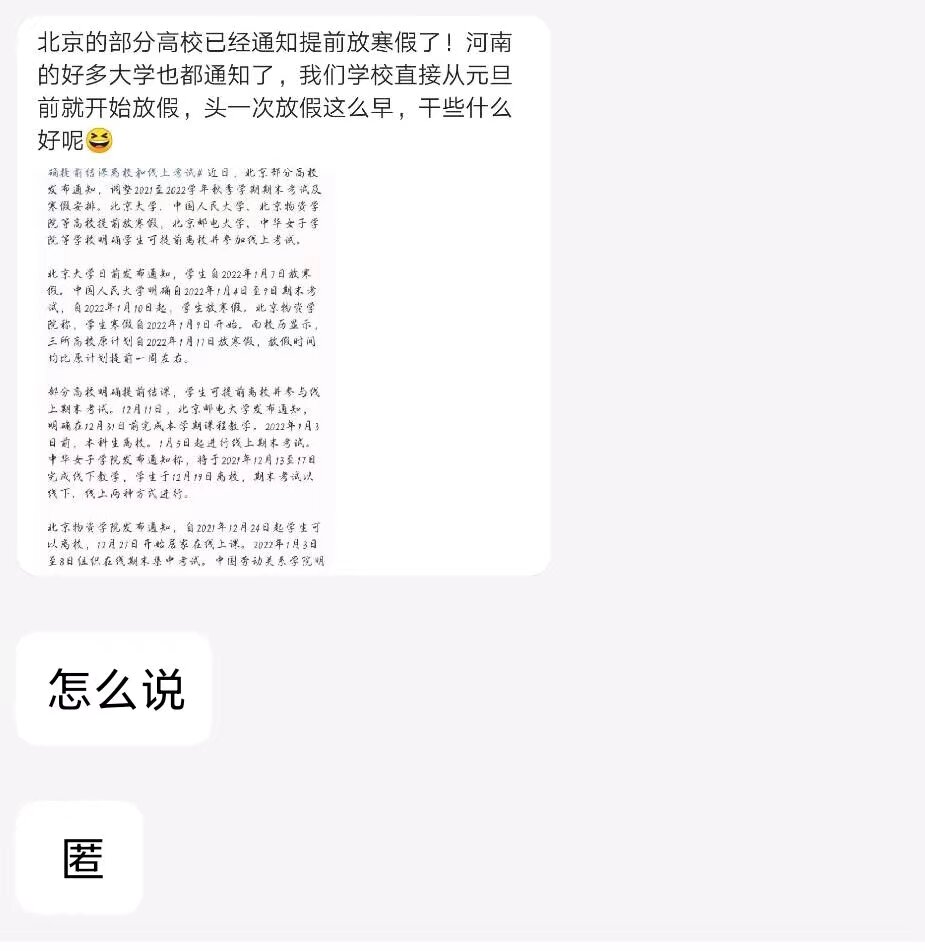 北京的部分高校已经通知提前放寒假了！河南
的好多大学也都通知了，我们学校直接从元旦
前就开始放假，头一次放假这么早，干些什么
好呢😆
确提前结课离校和线上考试# 近日，北京部分高校
发布通知，调整2021至2022学年秋季学期期末考试及
寒假安排。北京大学、中国人民大学、北京物资学
院等高校提前放寒假，北京邮电大学、中华女子学
院等学校明确学生可提前离校并参加线上考试。
北京大学日前发布通知，学生自2022年1月7日放寒
假。中国人民大学明确自2022年1月4日至9日期末考
试，自2022年1月10日起，学生放寒假。北京物资学
院称，学生寒假自2022年1月9日开始。而校历显示，
三所高校原计划自2022年1月17日放寒假，放假时间
均比原计划提前一周左右。
部分高校明确提前结课，学生可提前离校并参与线
上期末考试。12月11日，北京邮电大学发布通知，
明确在12月31日前完成本学期课程教学。2022年1月3
日前，本科生离校。1月5日起进行线上期末考试。
中华女子学院发布通知称，将于2021年12月13至17日
完成线下教学，学生于12月19日离校，期末考试以
线下、线上两种方式进行。
北京物资学院发布通知，自2021年12月24日起学生可
以离校，12月27日开始居家在线上课。2022年1月3日
至8日组织在线期末集中考试。中国劳动关系学院明
怎么说
匿